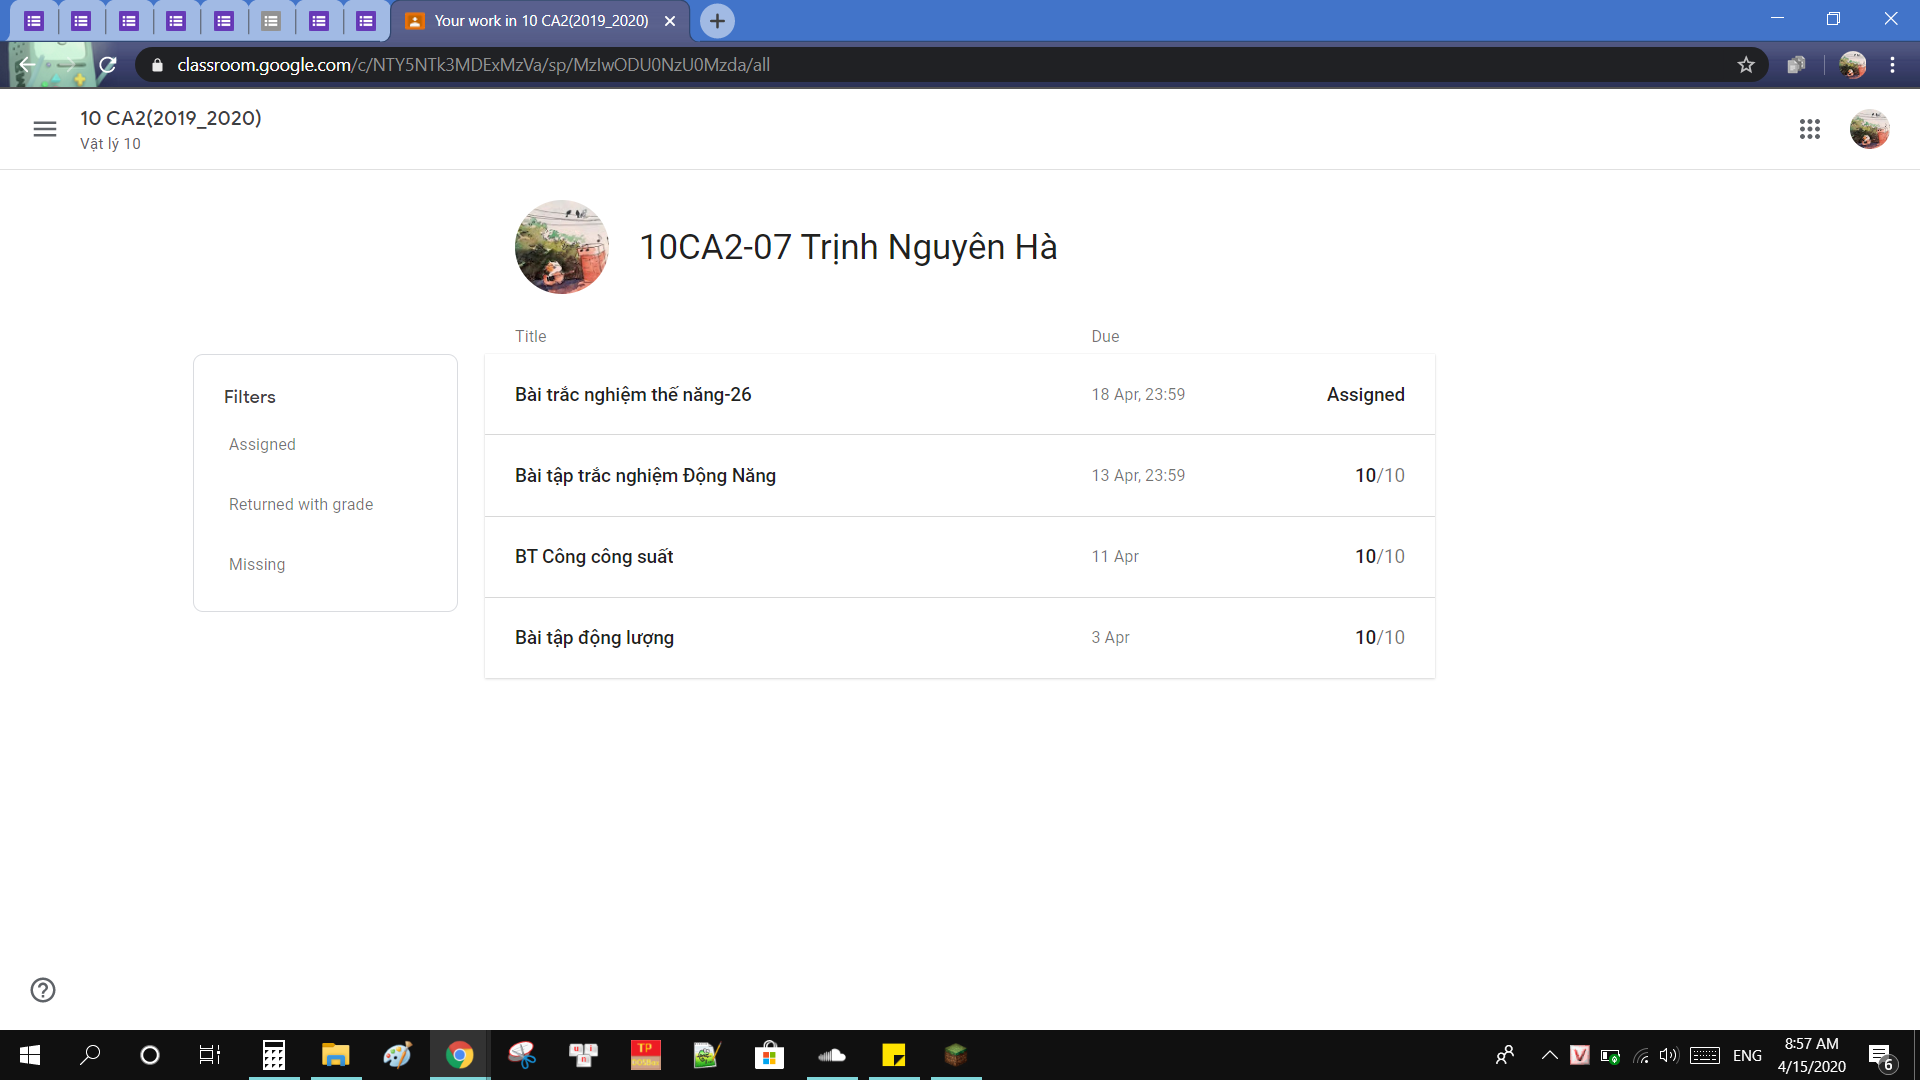 Your work in 10 CA2(2019_2020)
classroom.google.com/c/NTY5NTk3MDExMzVa/sp/MzIwODU0NzU0Mzda/all
10 CA2(2019_2020)
Vật lý 10
10CA2-07 Trịnh Nguyên Hà
Title Due
Filters
Assigned
Returned with grade
Missing
Bài trắc nghiệm thế năng-26 18 Apr, 23:59 Assigned
Bài tập trắc nghiệm Động Năng 13 Apr, 23:59 10/10
BT Công công suất 11 Apr 10/10
Bài tập động lượng 3 Apr 10/10
TP
ENG
8:57 AM
4/15/2020
6